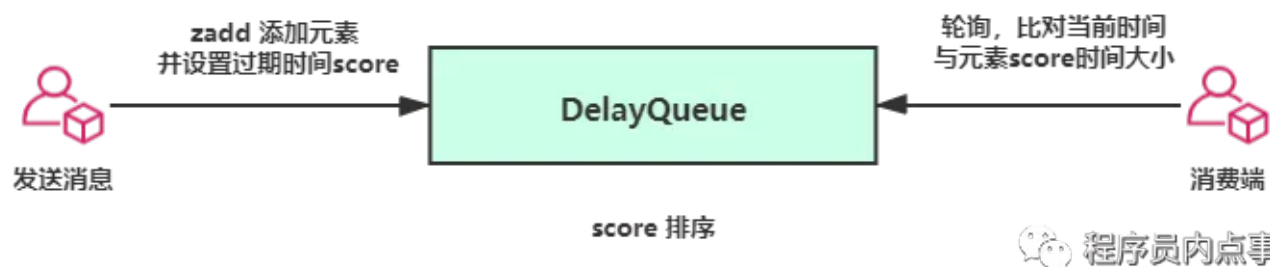 zadd 添加元素
并设置过期时间score
轮询，比对当前时间
与元素score时间大小
DelayQueue
发送消息
消费端
score 排序
程序员内点事